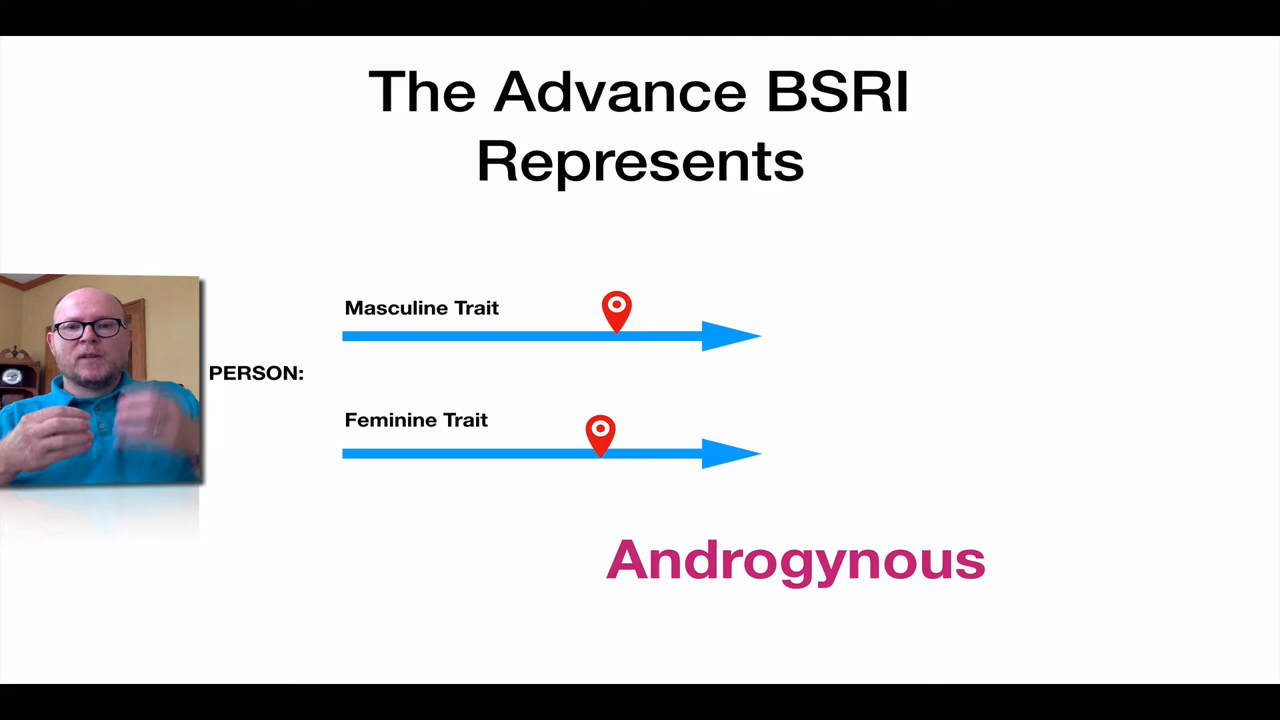 The Advance BSRI
Represents
Masculine Trait
PERSON:
Feminine Trait
Androgynous